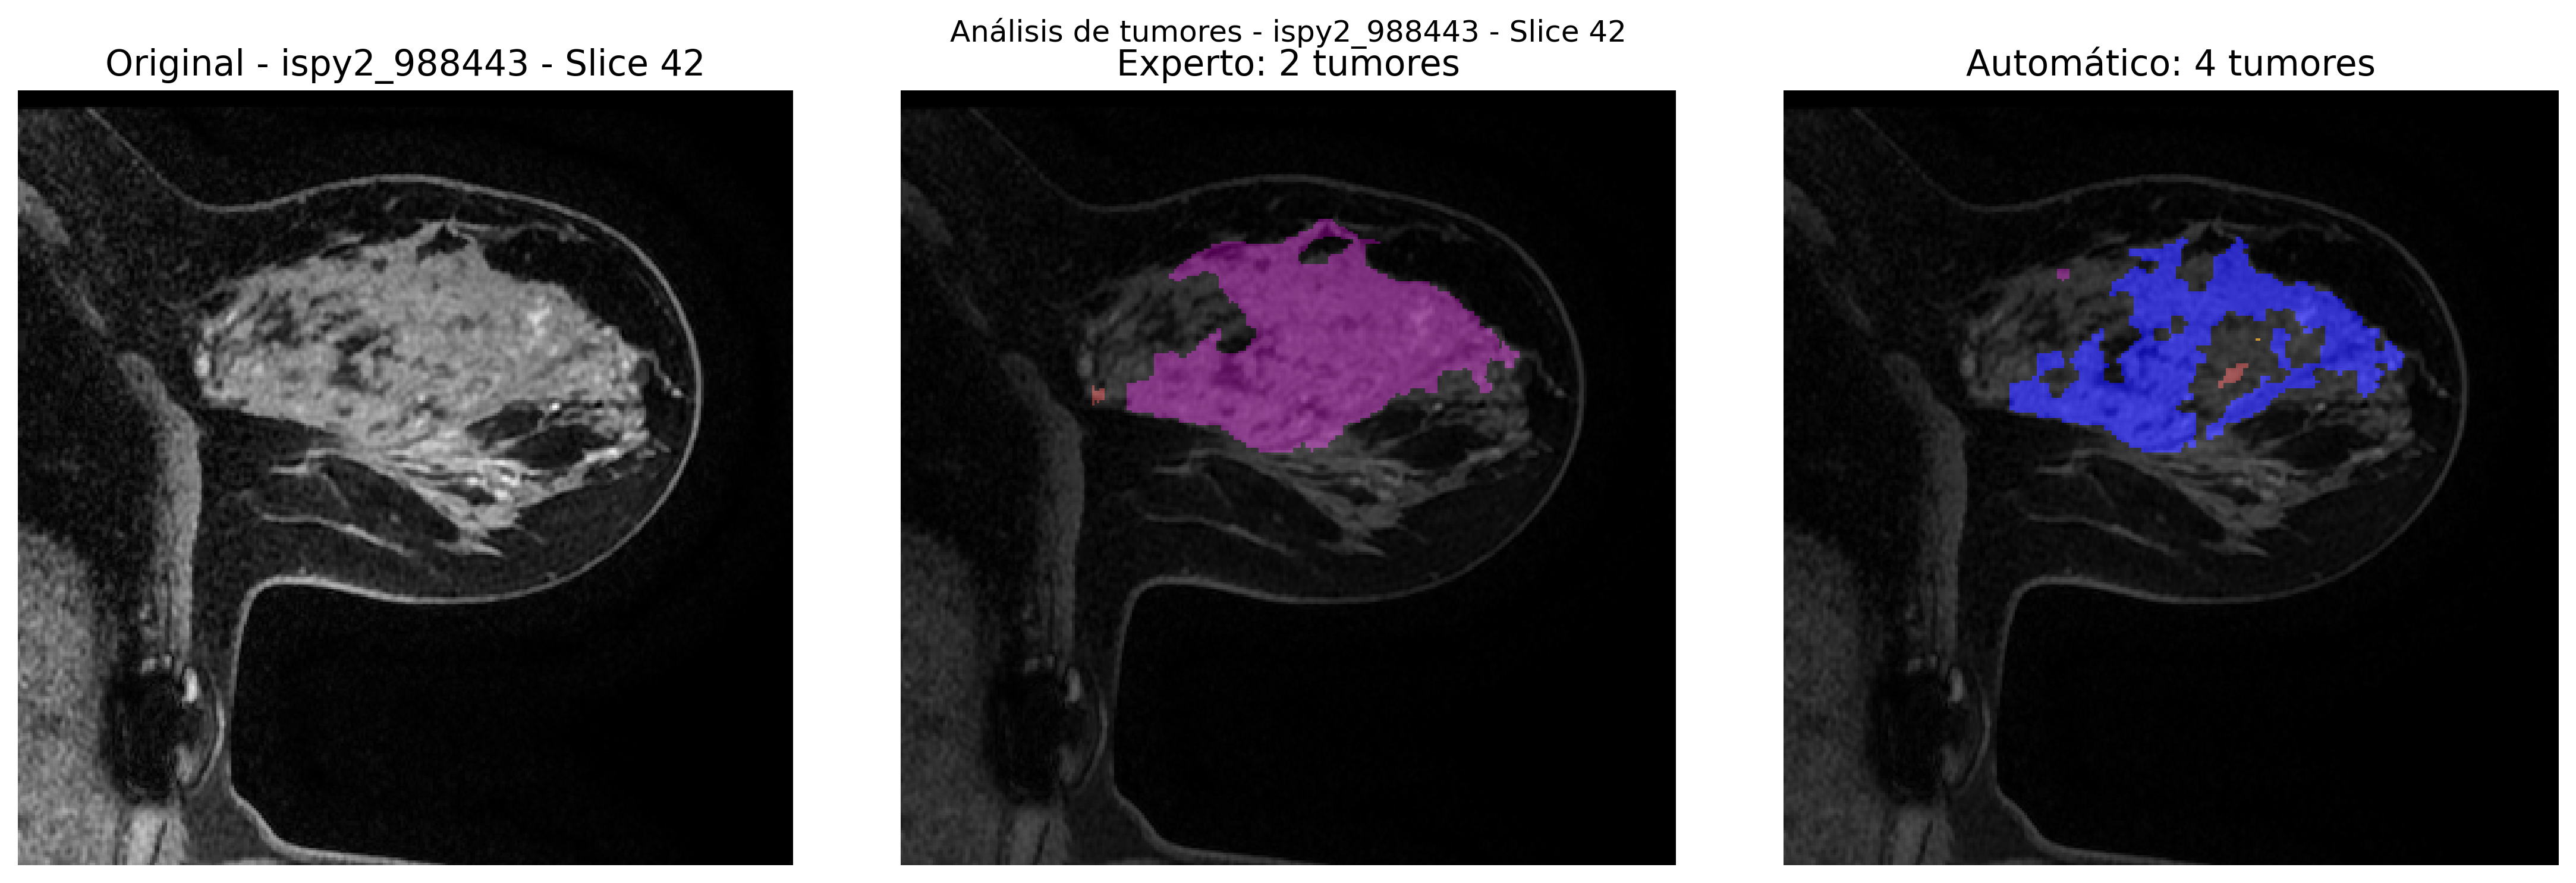 Análisis de tumores - ispy2_988443 - Slice 42
Original - ispy2_988443 - Slice 42
Experto: 2 tumores
Automático: 4 tumores